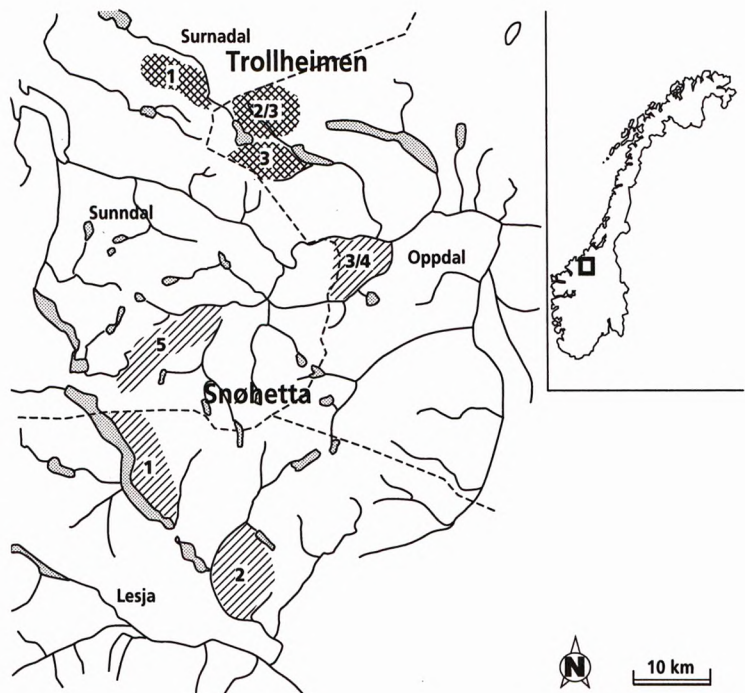 Surnadal
Trollheimen
1
2/3
3
Sunndal
3/4
Oppdal
5
Snøhetta
1
2
Lesja
N
10 km